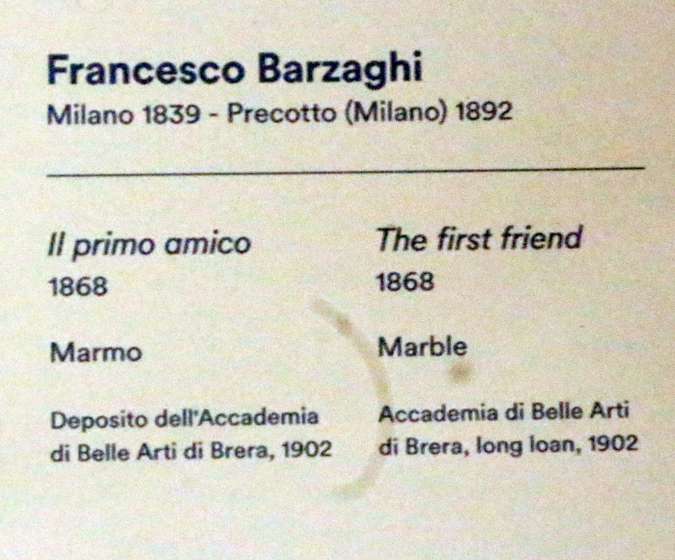 Francesco Barzaghi
Milano 1839 - Precotto (Milano) 1892
Il primo amico
1868
Marmo
Deposito dell'Accademia
di Belle Arti di Brera, 1902
The first friend
1868
Marble
Accademia di Belle Arti
di Brera, long loan, 1902